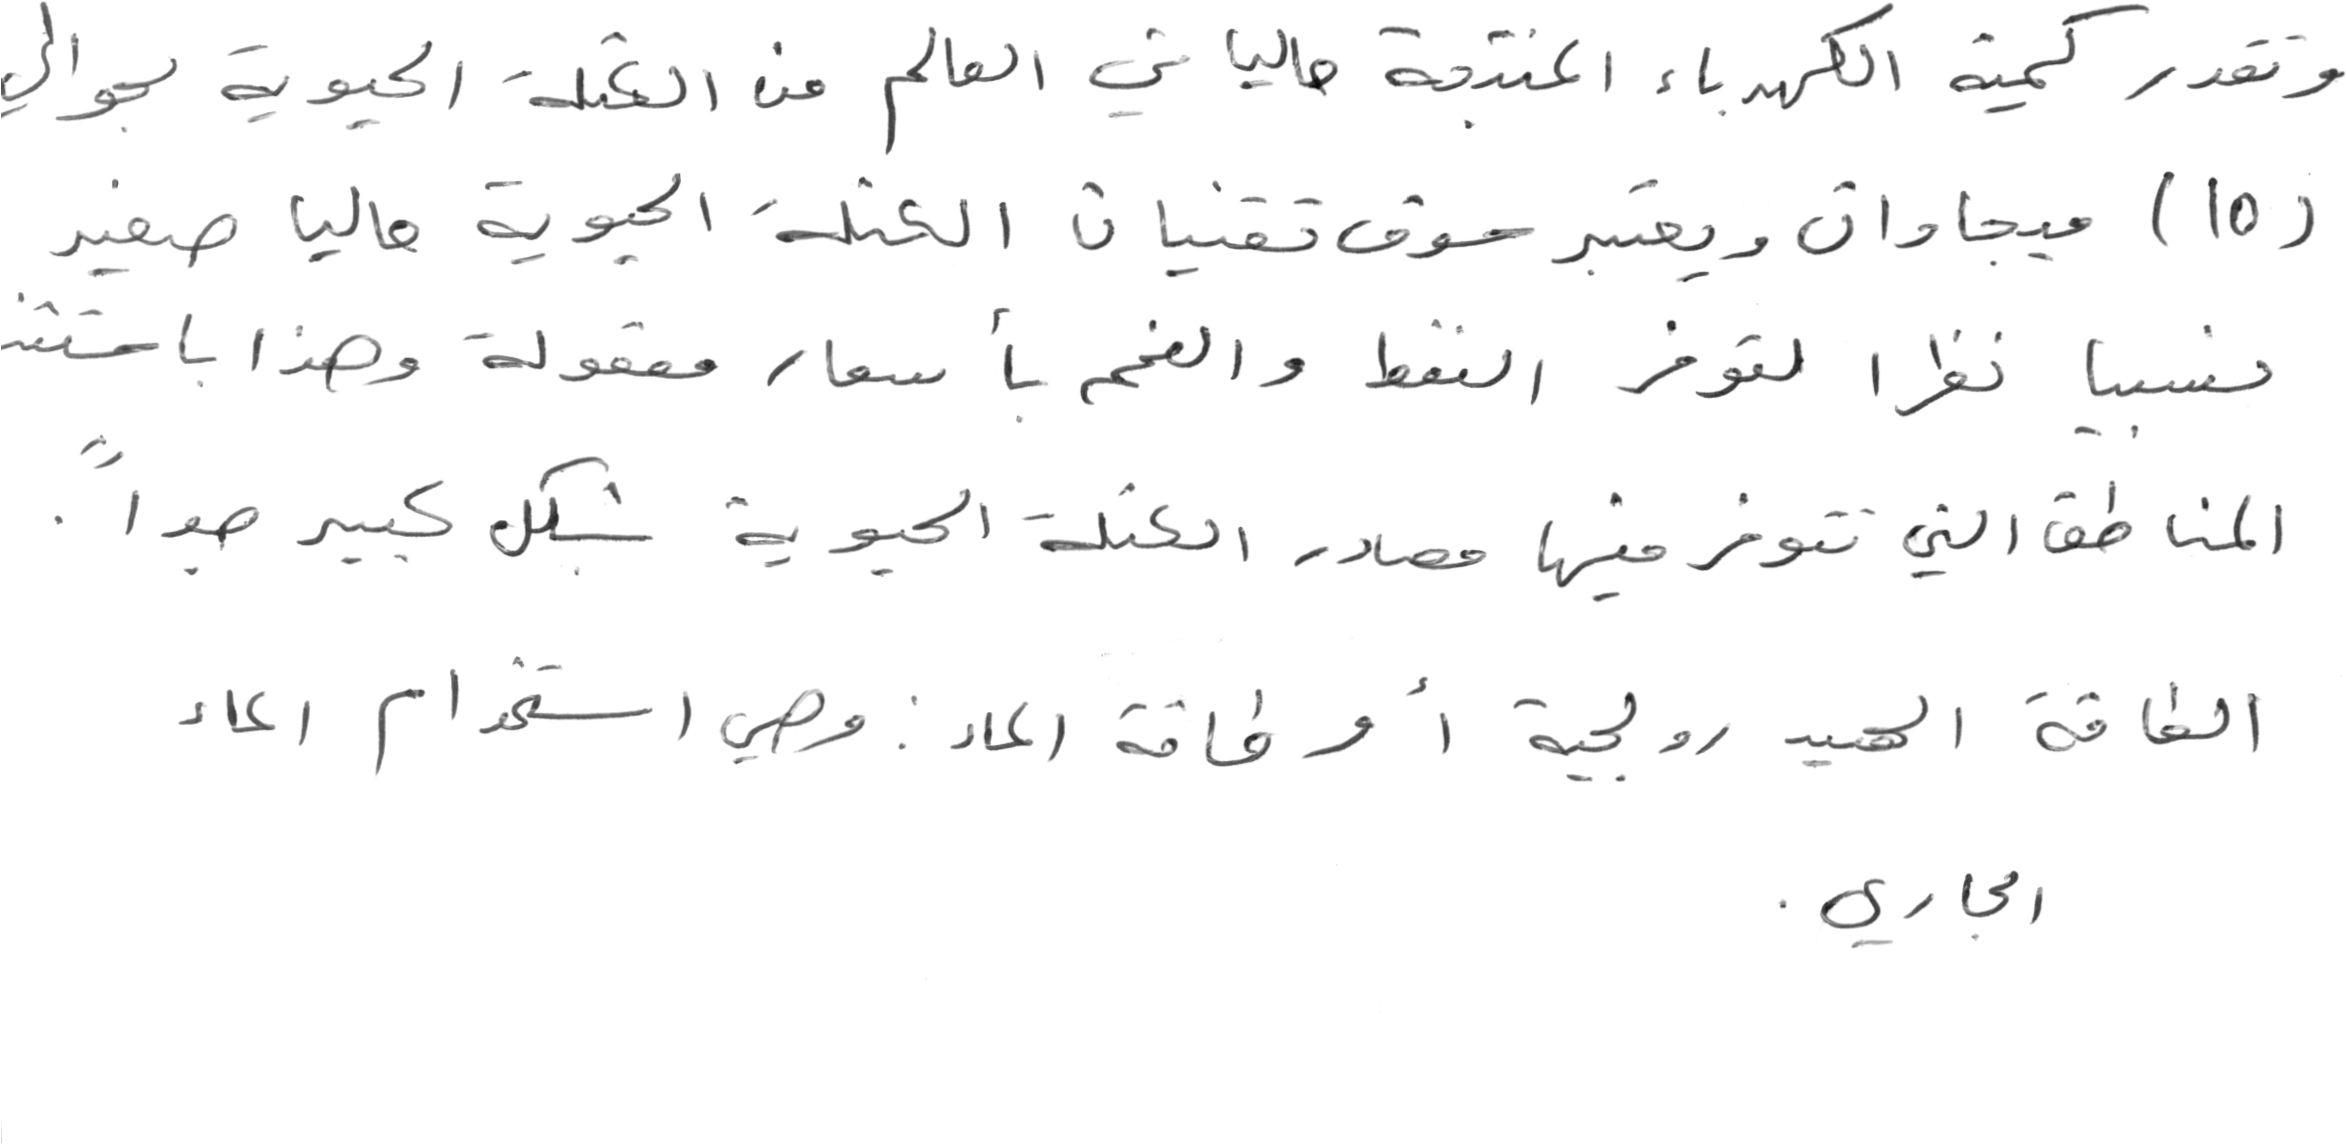 وتقدر كمية الكهرباء المنتجة حاليا في العالم من الكتلة الحيوية بحوالي
(١٥) ميجاوات ويعتبر سوق تقنيات الكتلة الحيوية حاليا صغير
نسبيا نظرا لتوفر النفط والفحم بأسعار معقولة وهذا باستثن
المناطق التي تتوفر فيها مصادر الكتلة الحيوية بشكل كبير جداً.
الطاقة الهيدرولجية أو طاقة الماء: وهي استخدام الماء
الجاري.